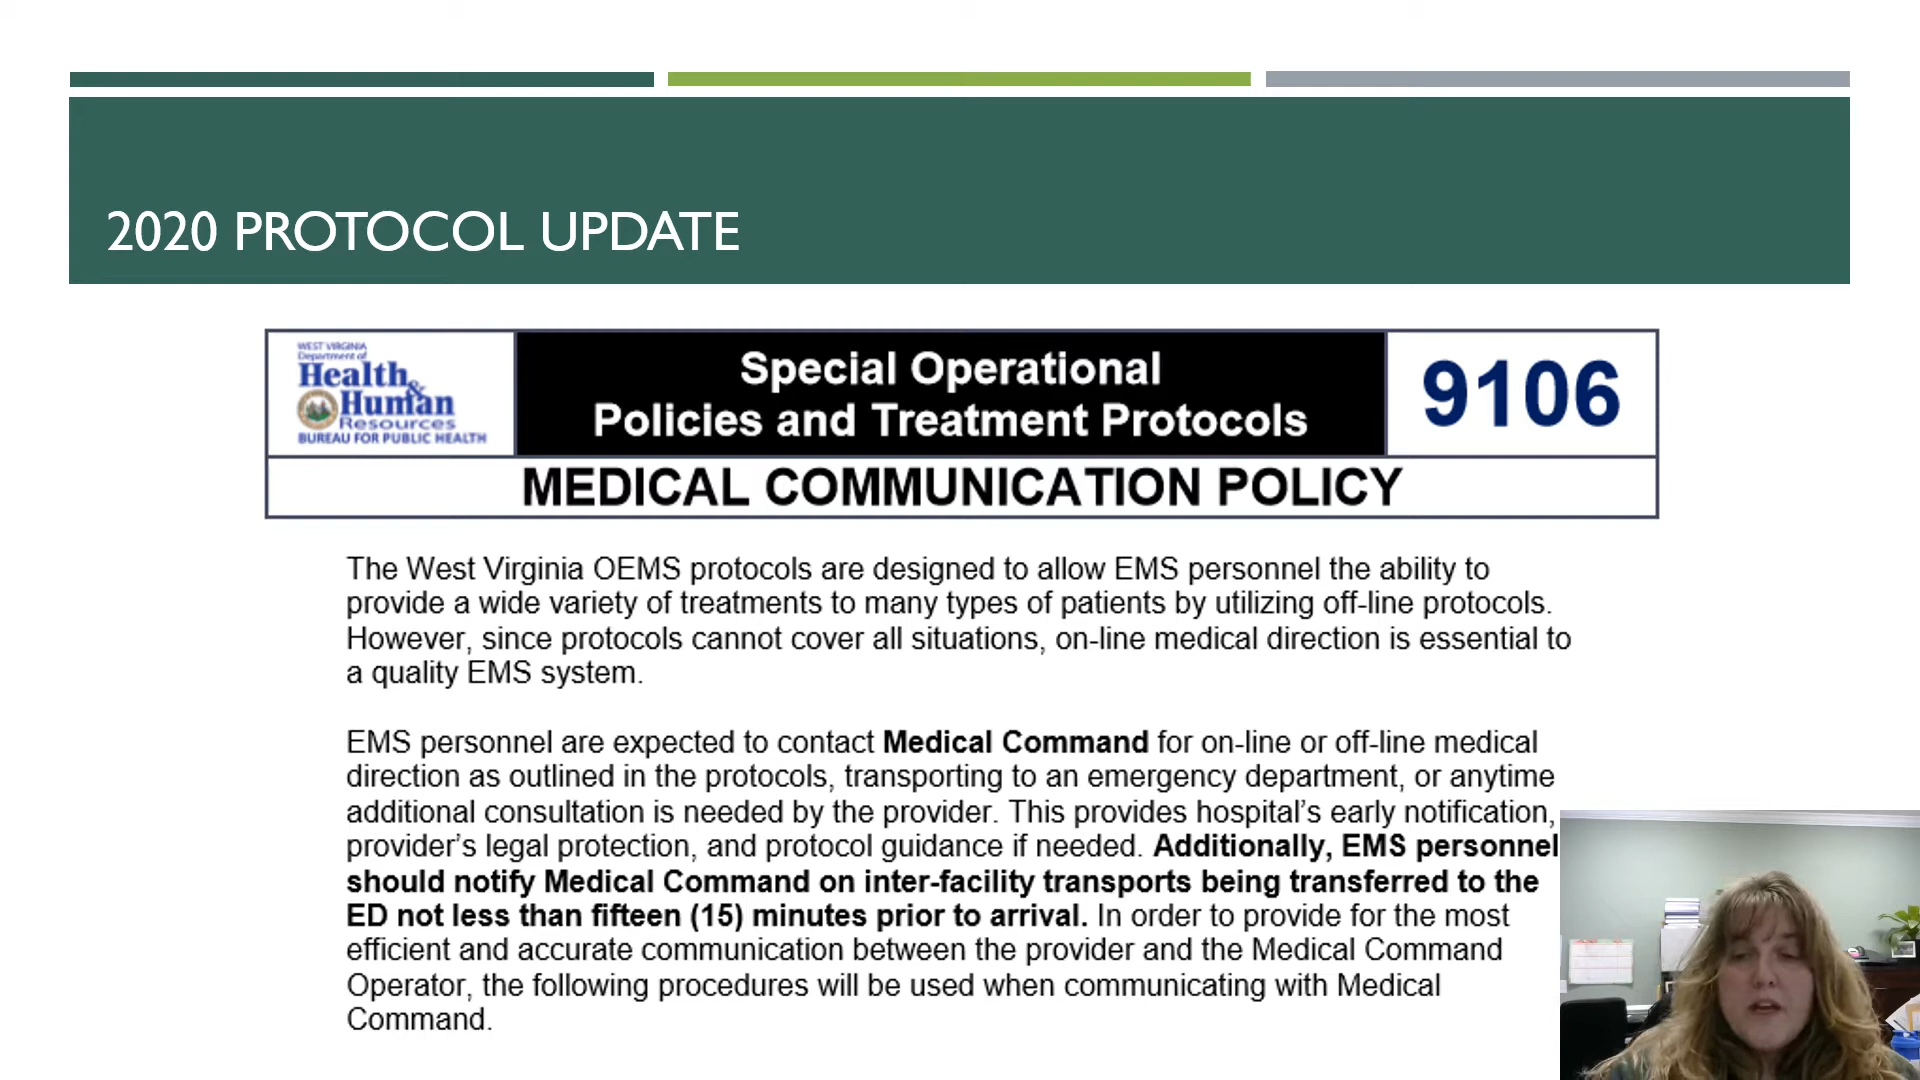 2020 PROTOCOL UPDATE
WEST VIRGINIA
Department of
Health &
Human
Resources
BUREAU FOR PUBLIC HEALTH
Special Operational
Policies and Treatment Protocols
9106
MEDICAL COMMUNICATION POLICY
The West Virginia OEMS protocols are designed to allow EMS personnel the ability to
provide a wide variety of treatments to many types of patients by utilizing off-line protocols.
However, since protocols cannot cover all situations, on-line medical direction is essential to
a quality EMS system.
EMS personnel are expected to contact Medical Command for on-line or off-line medical
direction as outlined in the protocols, transporting to an emergency department, or anytime
additional consultation is needed by the provider. This provides hospital’s early notification,
provider’s legal protection, and protocol guidance if needed. Additionally, EMS personnel
should notify Medical Command on inter-facility transports being transferred to the
ED not less than fifteen (15) minutes prior to arrival. In order to provide for the most
efficient and accurate communication between the provider and the Medical Command
Operator, the following procedures will be used when communicating with Medical
Command.